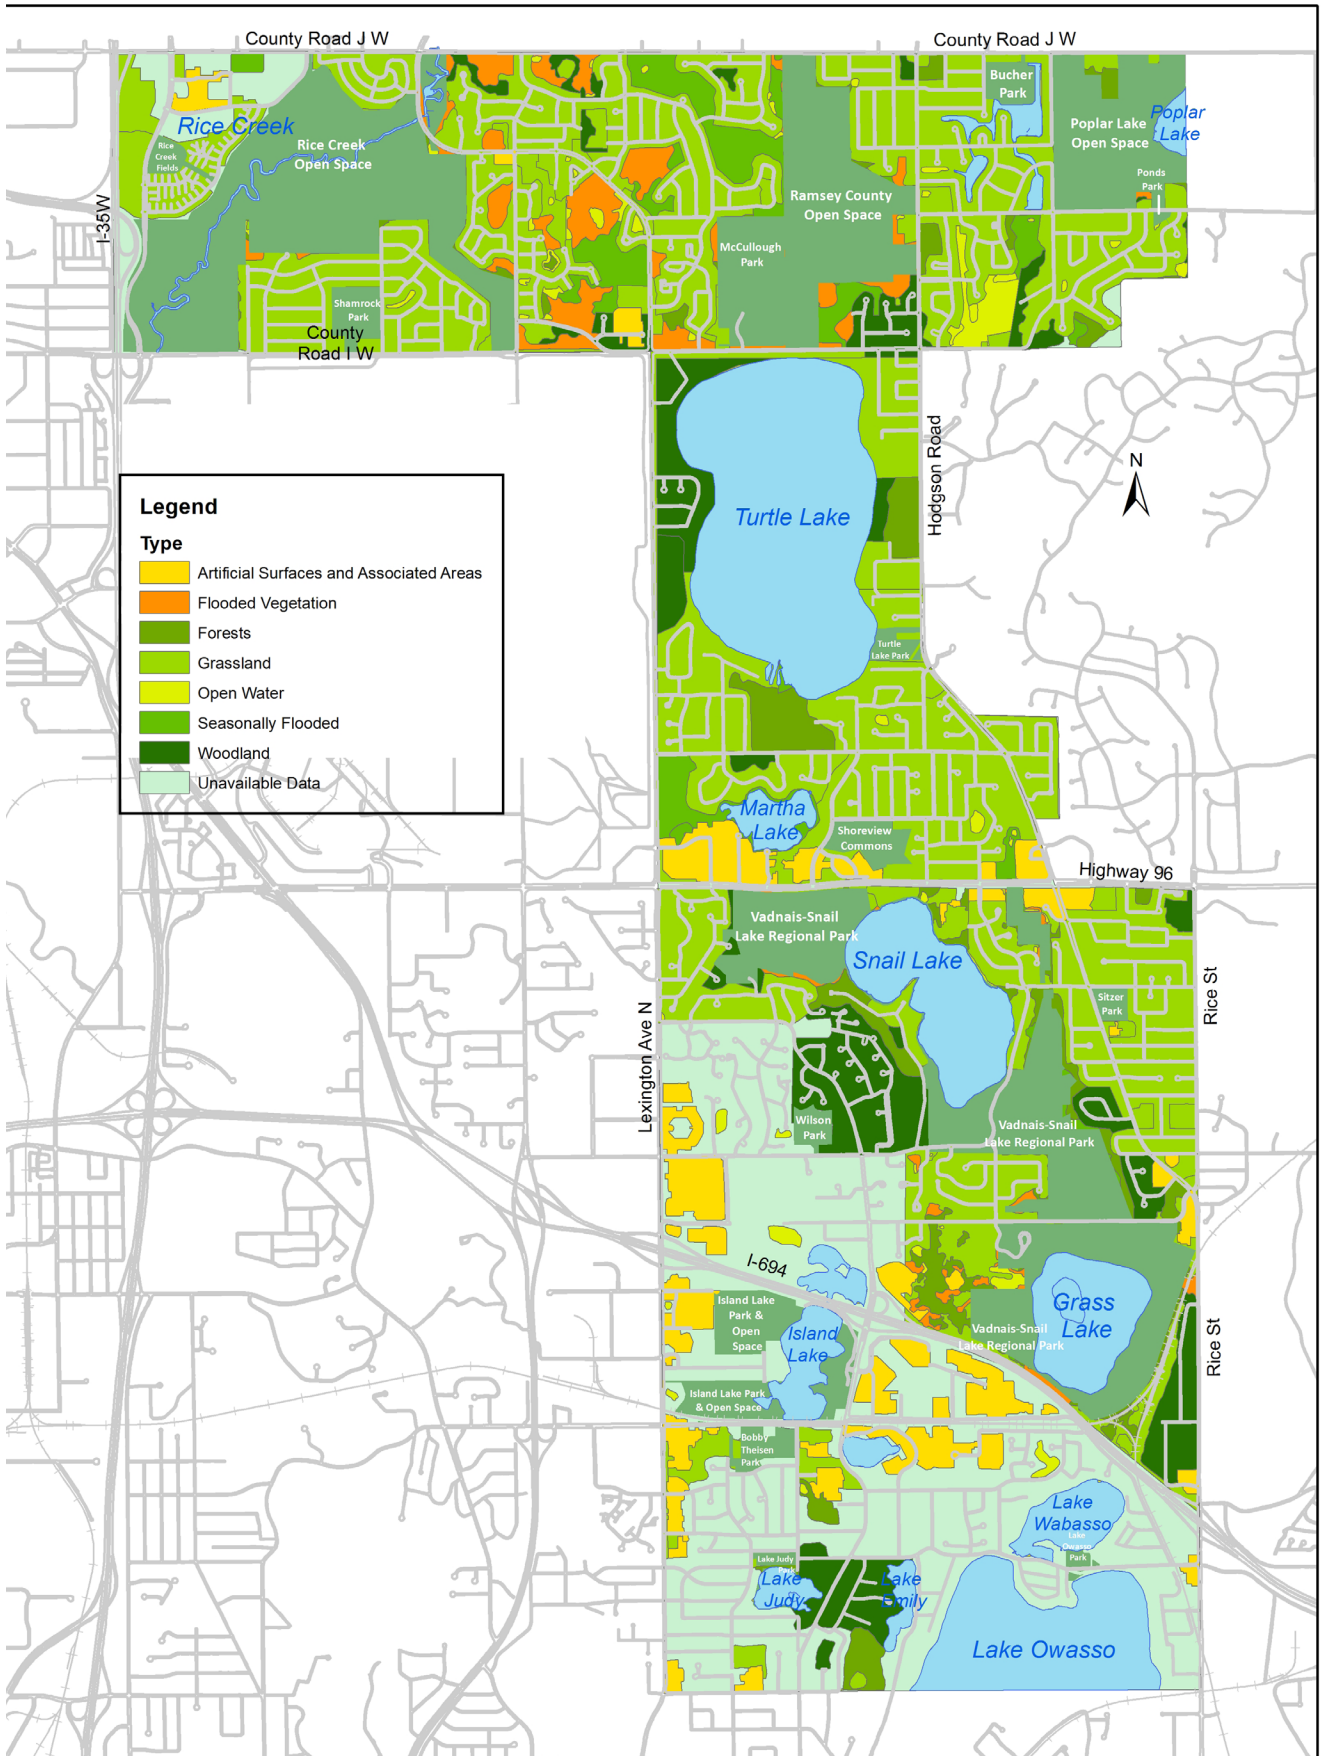 County Road J W
County Road J W
Bucher
Park
Poplar
Lake
Rice Creek
Poplar Lake
Open Space
Rice Creek
Open Space
Rice
Creek
Fields
Ponds
Park
Ramsey County
Open Space
I-35W
McCullough
Park
Shamrock
Park
County
Road I W
Hodgson Road
N
Legend
Type
Artificial Surfaces and Associated Areas
Flooded Vegetation
Forests
Grassland
Open Water
Seasonally Flooded
Woodland
Unavailable Data
Turtle Lake
Turtle
Lake Park
Martha
Lake
Shoreview
Commons
Highway 96
Vadnais-Snail
Lake Regional Park
Snail Lake
Sitzer
Park
Rice St
Lexington Ave N
Wilson
Park
Vadnais-Snail
Lake Regional Park
I-694
Island Lake
Park &
Open
Space
Island
Lake
Grass
Lake
Vadnais-Snail
Lake Regional Park
Rice St
Island Lake Park
& Open Space
Bobby
Theisen
Park
Lake
Wabasso
Lake
Owasso
Park
Lake Judy
Park
Lake
Judy
Lake
Emily
Lake Owasso